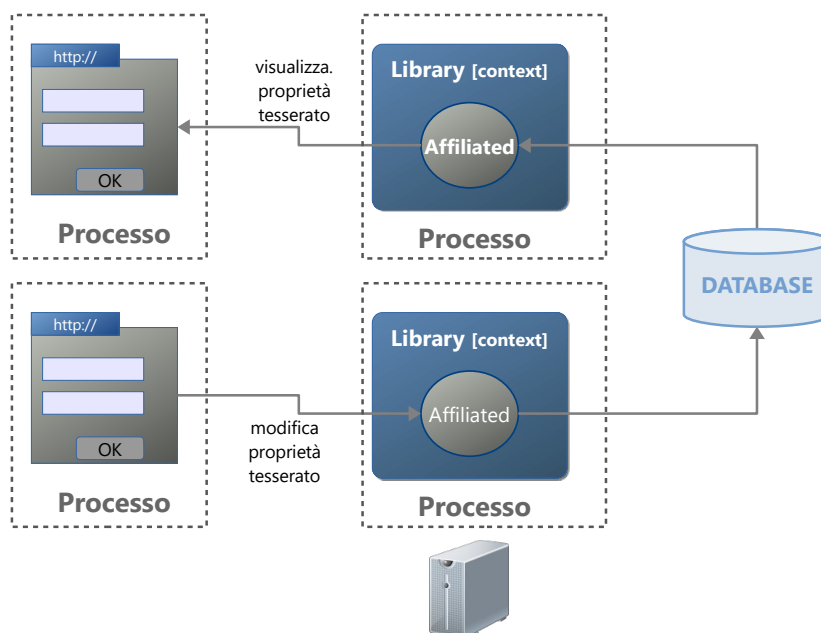 http://
OK
Processo
visualizza.
proprietà
tesserato
Library [context]
Affiliated
Processo
DATABASE
http://
OK
Processo
modifica
proprietà
tesserato
Library [context]
Affiliated
Processo